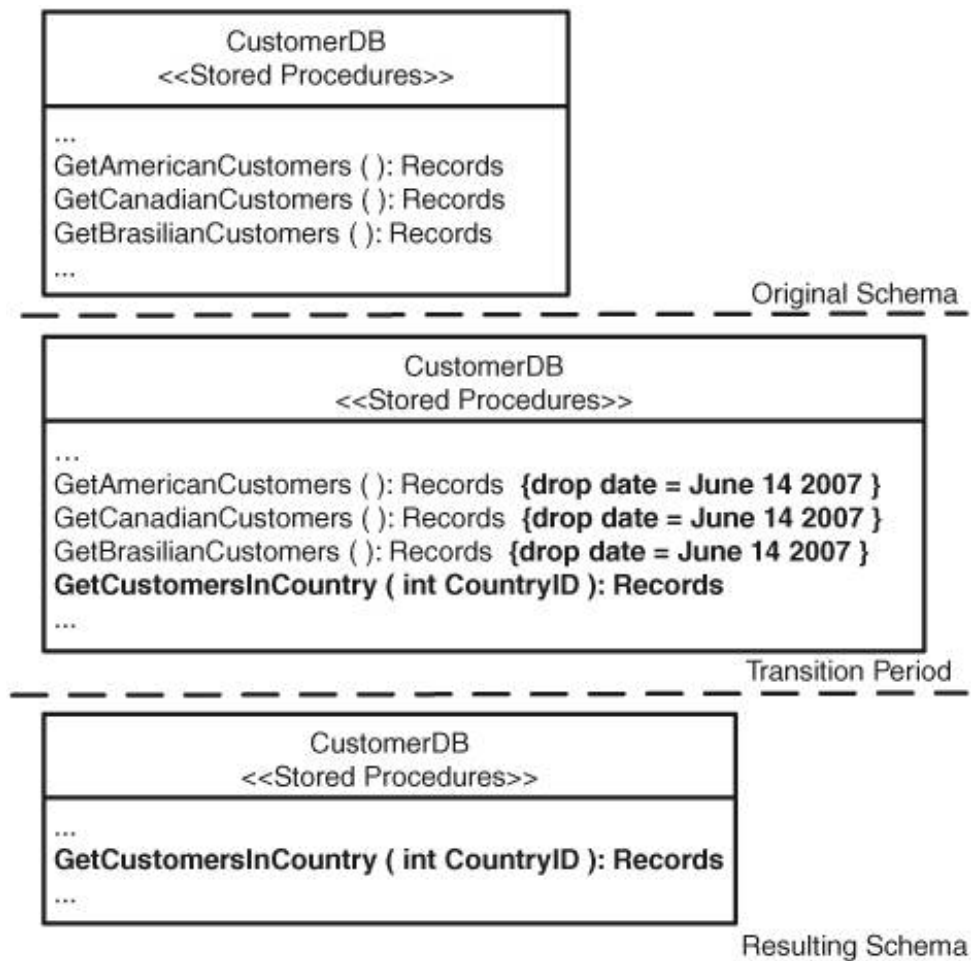 CustomerDB
<<Stored Procedures>>
...
GetAmericanCustomers ( ): Records
GetCanadianCustomers ( ): Records
GetBrasilianCustomers ( ): Records
...
Original Schema
CustomerDB
<<Stored Procedures>>
...
GetAmericanCustomers ( ): Records {drop date = June 14 2007 }
GetCanadianCustomers ( ): Records {drop date = June 14 2007 }
GetBrasilianCustomers ( ): Records {drop date = June 14 2007 }
GetCustomersInCountry ( int CountryID ): Records
...
Transition Period
CustomerDB
<<Stored Procedures>>
...
GetCustomersInCountry ( int CountryID ): Records
...
Resulting Schema